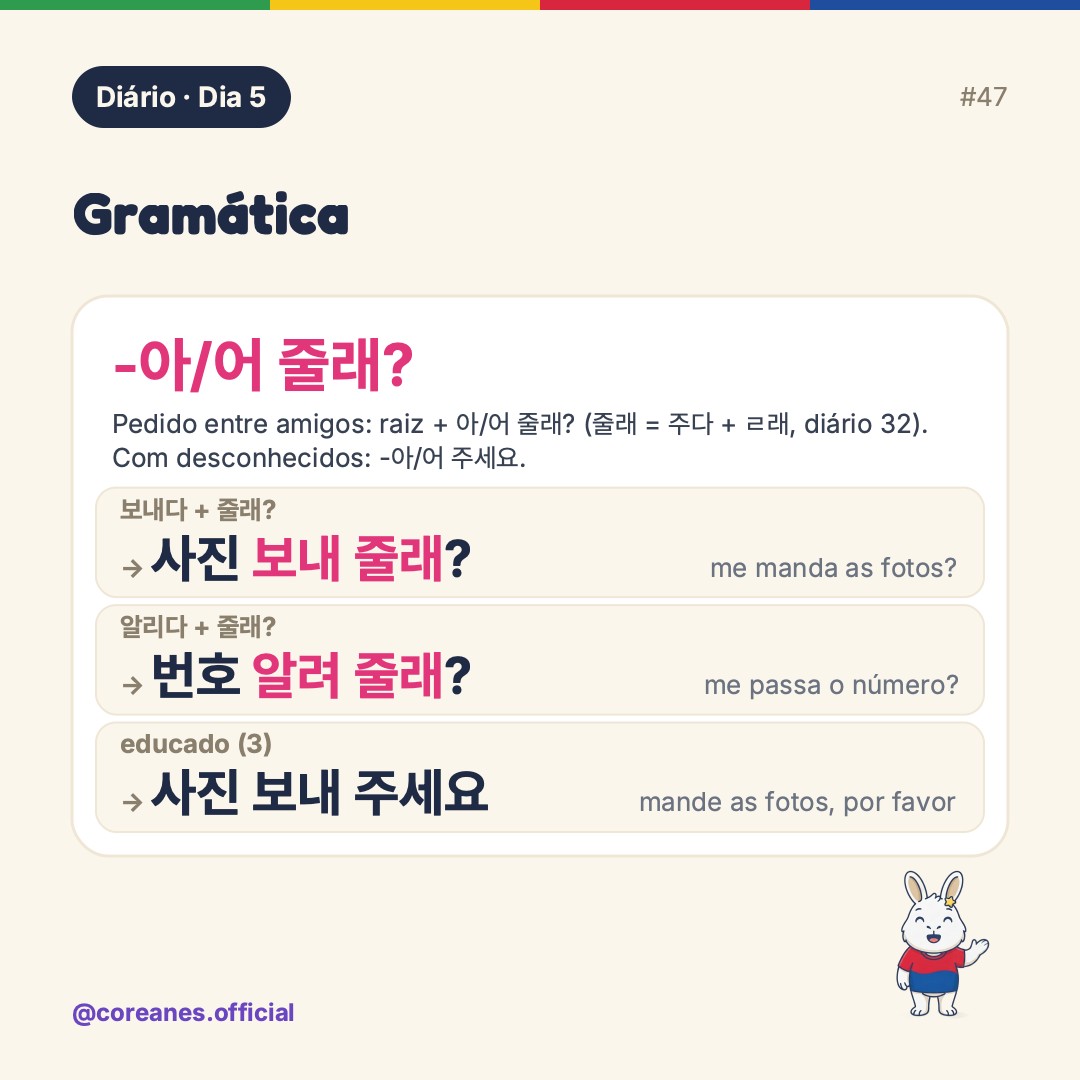 Diário · Dia 5
#47
Gramática
-아/어 줄래?
Pedido entre amigos: raiz + 아/어 줄래? (줄래 = 주다 + ㄹ래, diário 32).
Com desconhecidos: -아/어 주세요.
보내다 + 줄래?
→ 사진 보내 줄래?
me manda as fotos?
알리다 + 줄래?
→ 번호 알려 줄래?
me passa o número?
educado (3)
→ 사진 보내 주세요
mande as fotos, por favor
@coreanes.official